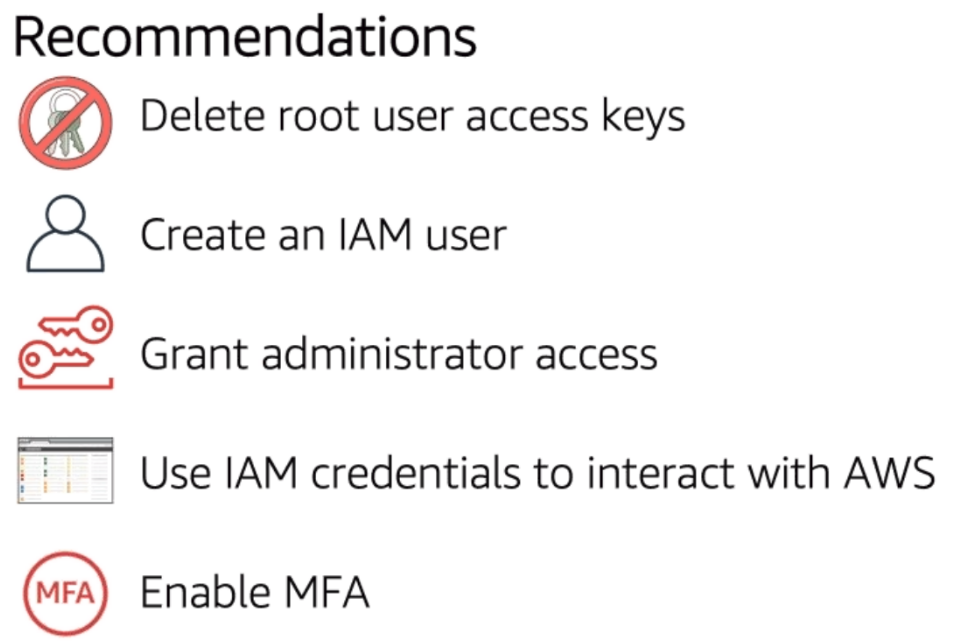 Recommendations
Delete root user access keys
Create an IAM user
Grant administrator access
Use IAM credentials to interact with AWS
MFA
Enable MFA